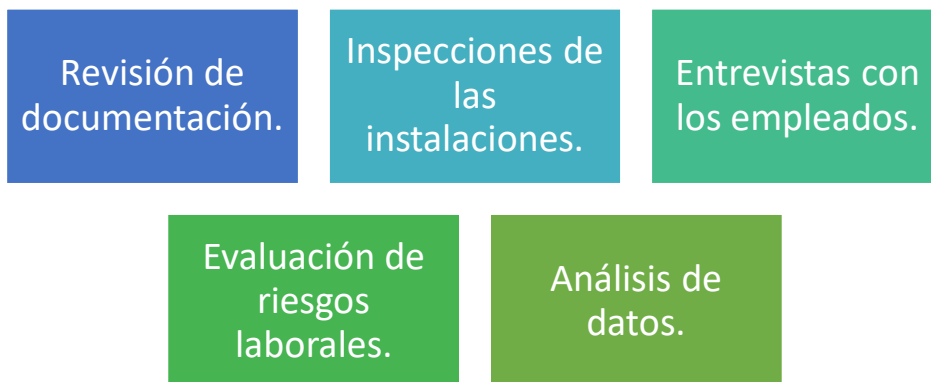 Revisión de
documentación.
Inspecciones de
las
instalaciones.
Entrevistas con
los empleados.
Evaluación de
riesgos
laborales.
Análisis de
datos.